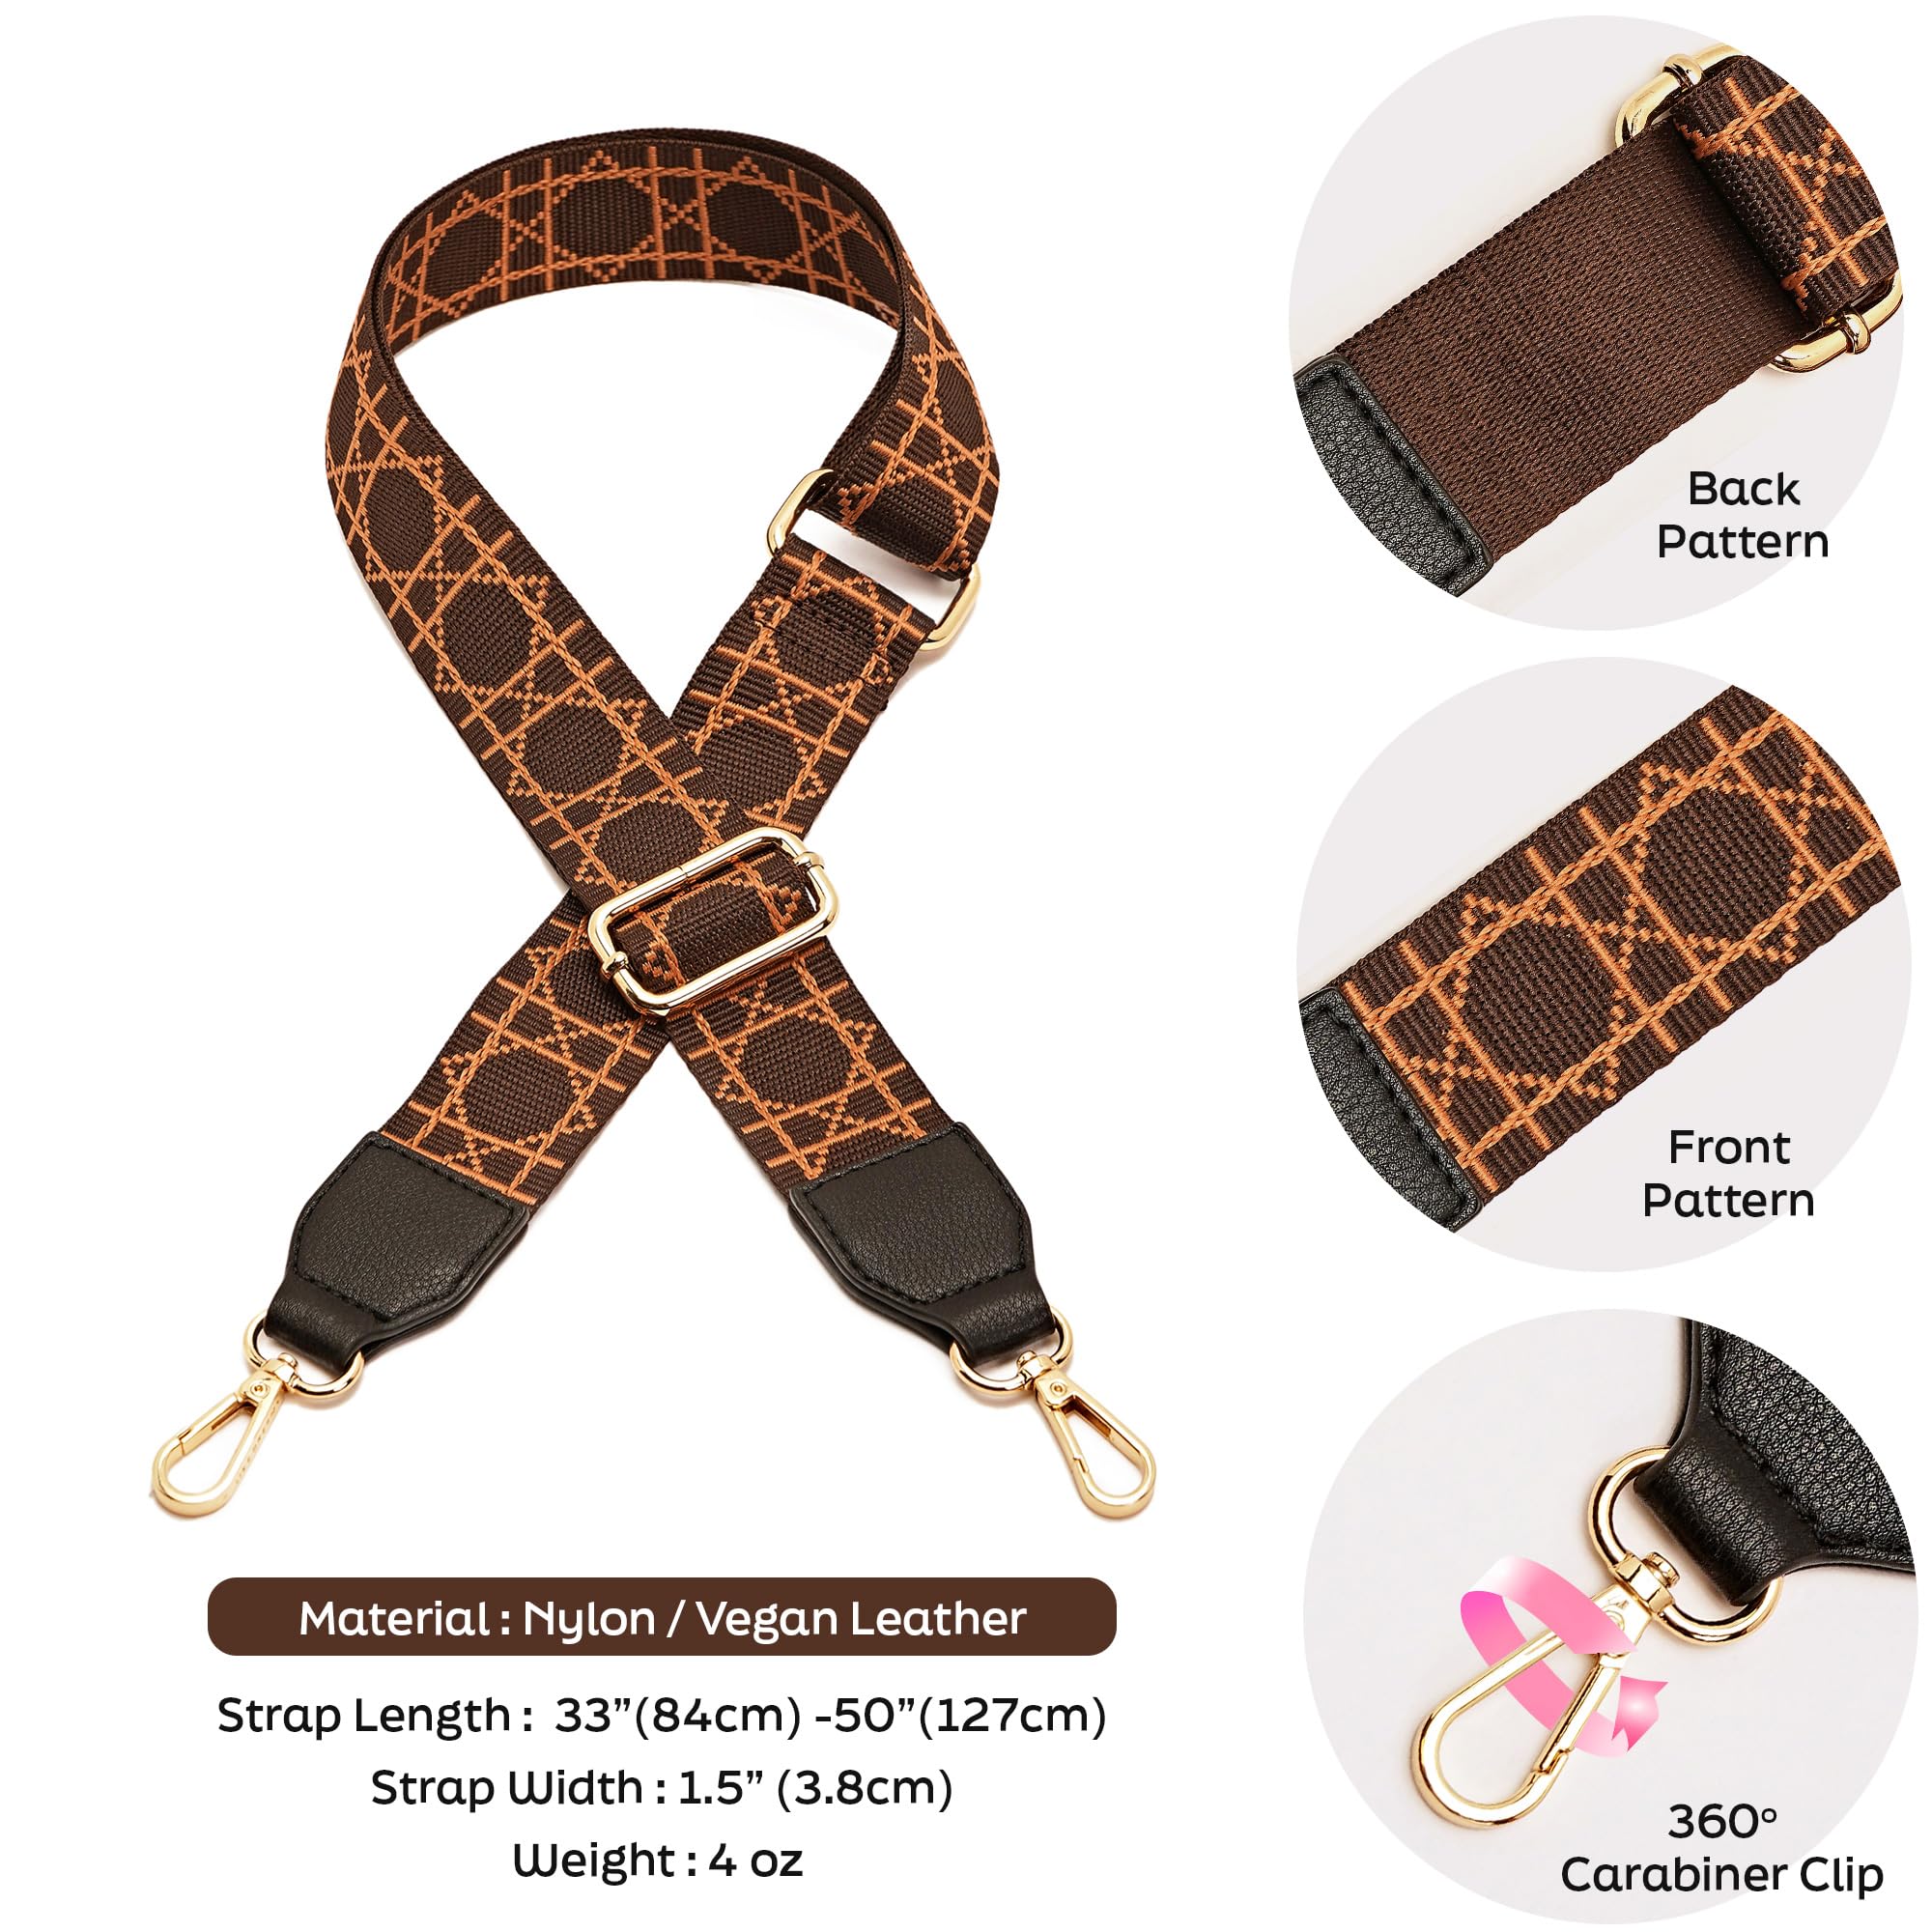 Back
Pattern
Front
Pattern
Material : Nylon / Vegan Leather
Strap Length : 33”(84cm) -50”(127cm)
Strap Width : 1.5” (3.8cm)
Weight : 4 oz
360°
Carabiner Clip